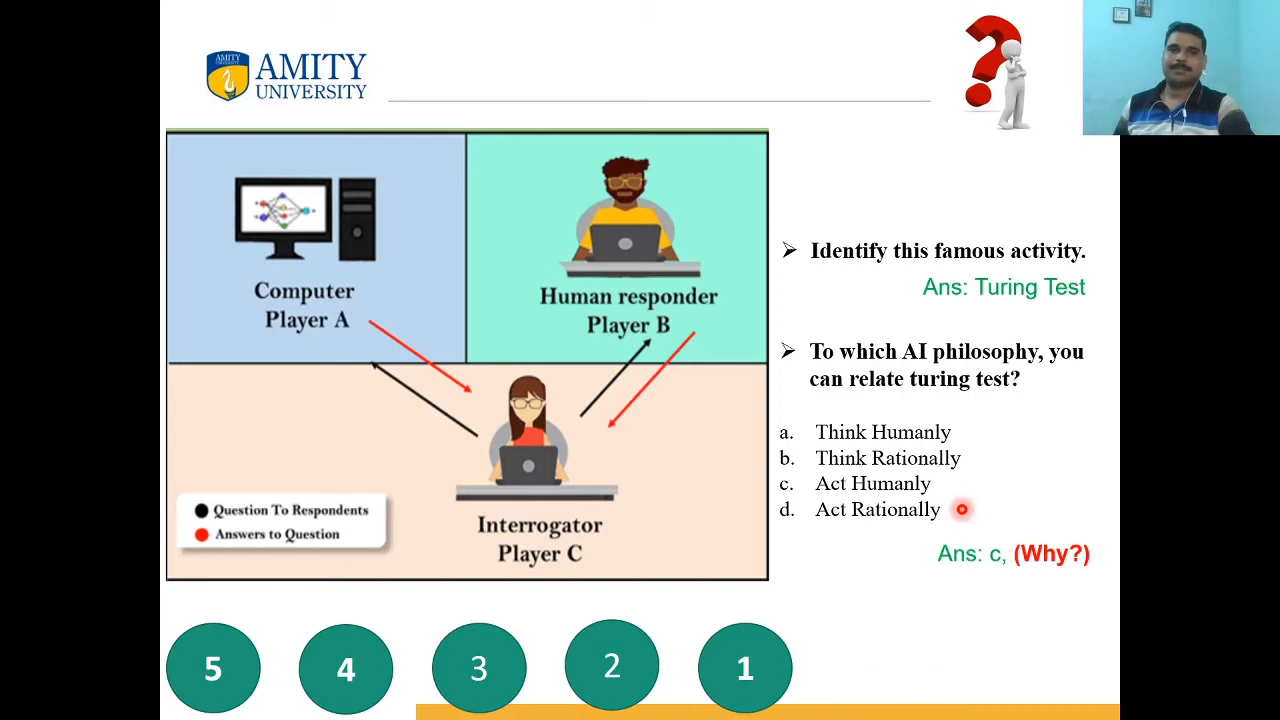 AMITY
UNIVERSITY
AMITY
UNIVERSITY
Computer
Player A
Human responder
Player B
Interrogator
Player C
Question To Respondents
Answers to Question
➢ Identify this famous activity.
Ans: Turing Test
➢ To which AI philosophy, you
can relate turing test?
a. Think Humanly
b. Think Rationally
c. Act Humanly
d. Act Rationally
Ans: c, (Why?)
5 4 3 2 1